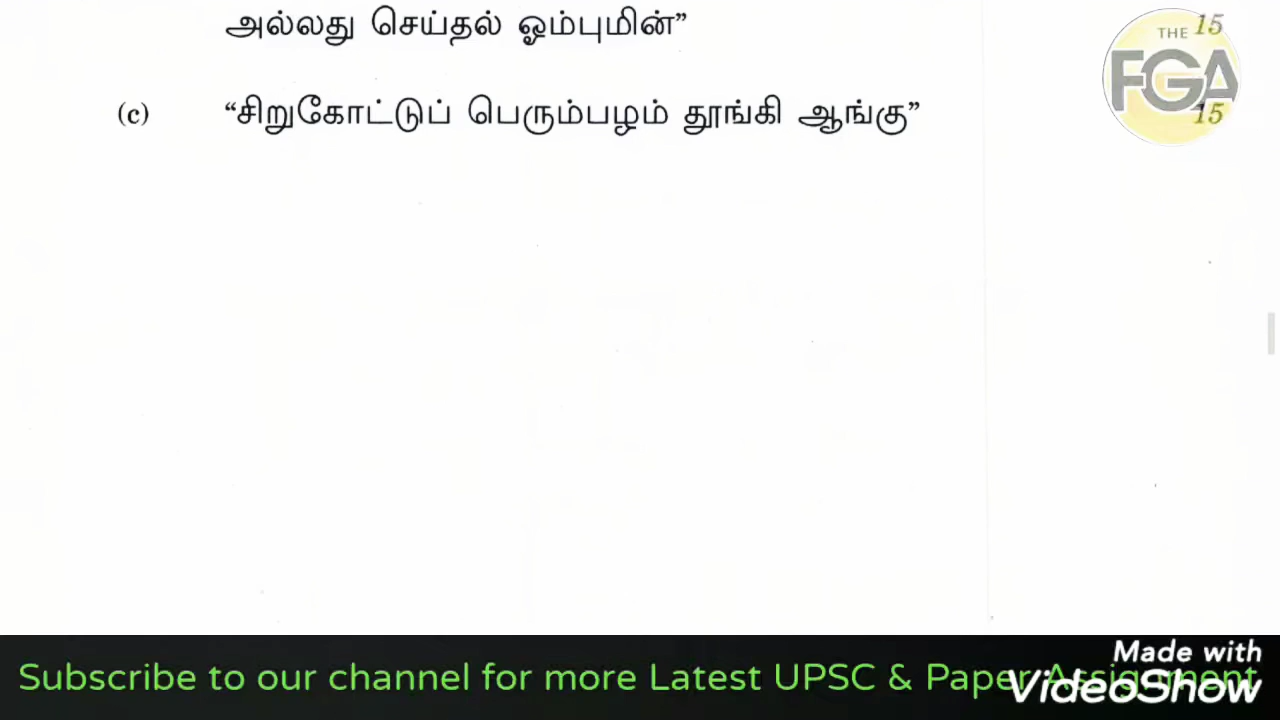 அல்லது செய்தல் ஓம்புமின்” 15
(c) “சிறுகோட்டுப் பெரும்பழம் தூங்கி ஆங்கு” 15
THE
FGA
Made with
VideoShow
Subscribe to our channel for more Latest UPSC & Paper Assignment